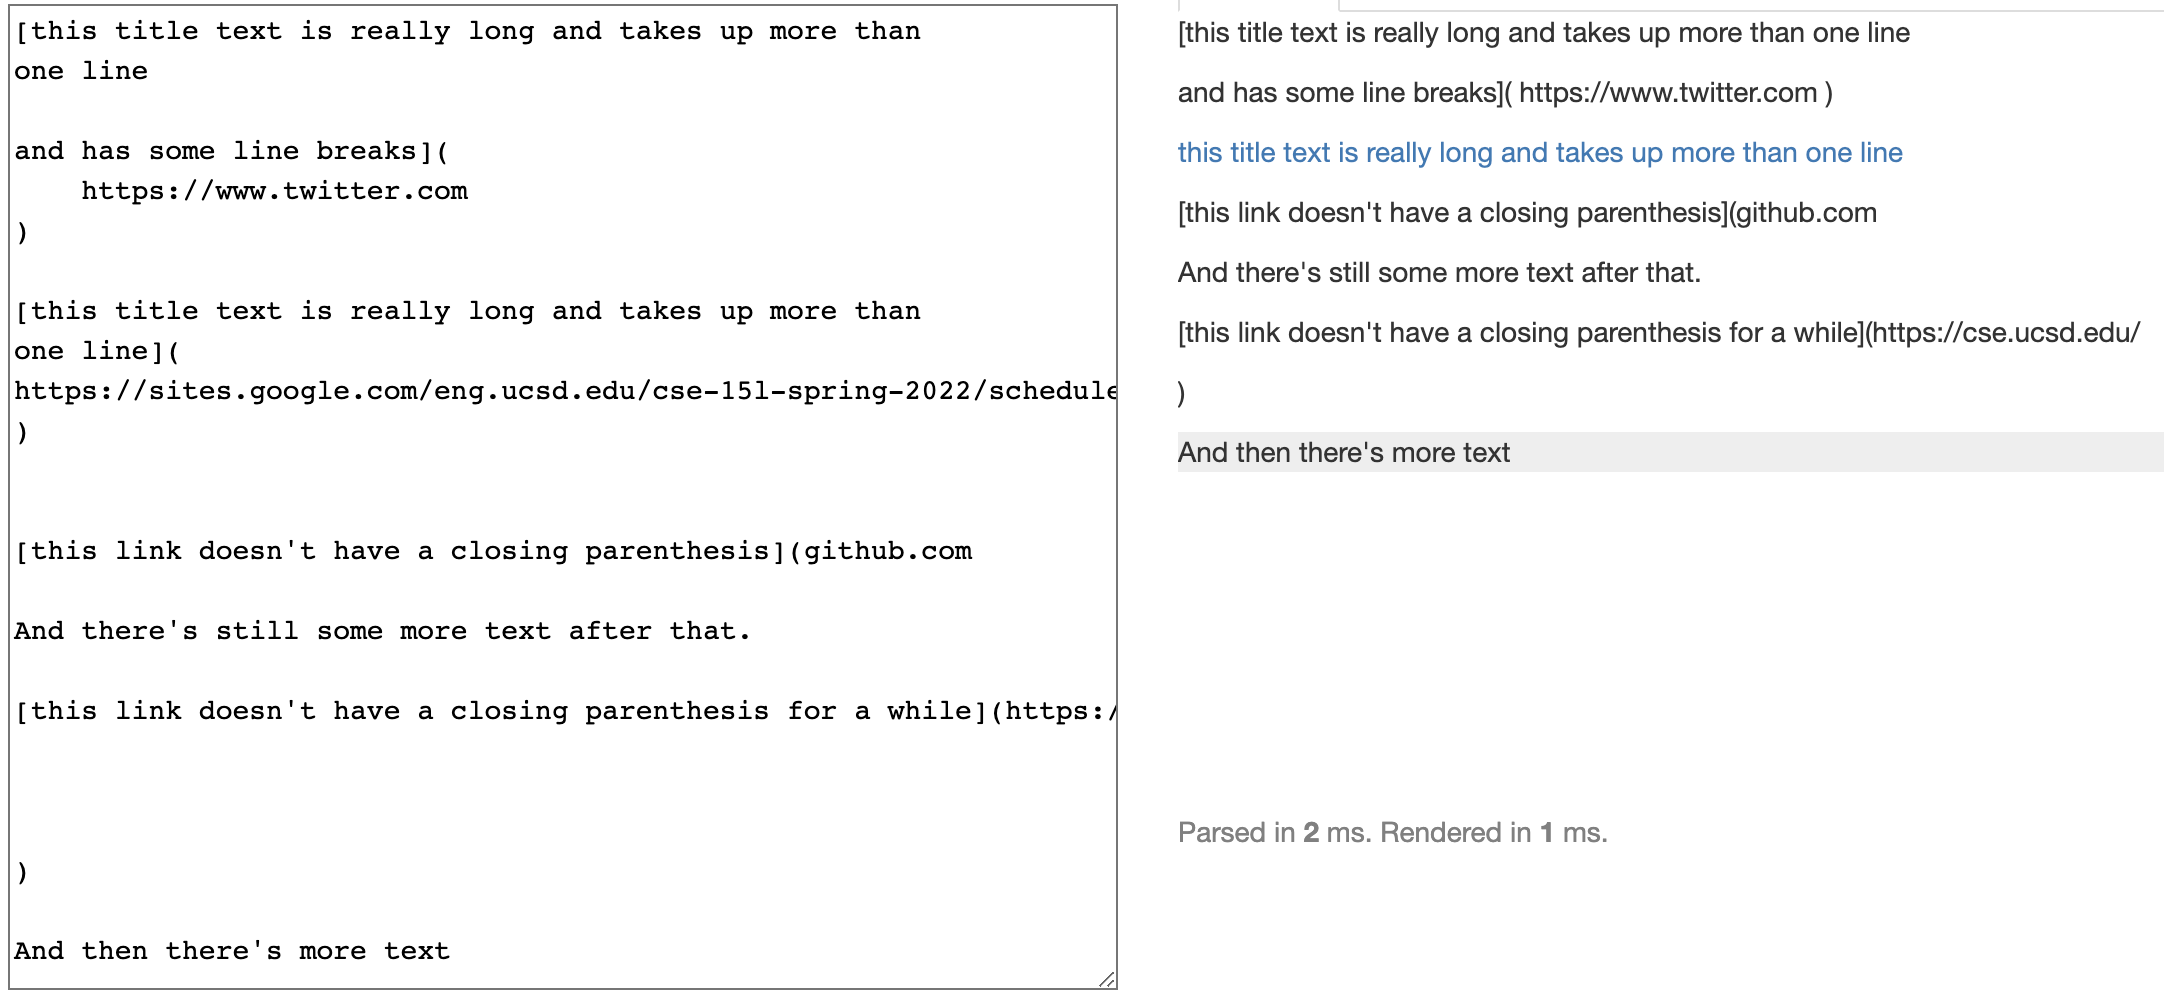 [this title text is really long and takes up more than
one line
and has some line breaks](
https://www.twitter.com
)
[this title text is really long and takes up more than
one line](
https://sites.google.com/eng.ucsd.edu/cse-15l-spring-2022/schedule
)
[this link doesn't have a closing parenthesis](github.com
And there's still some more text after that.
[this link doesn't have a closing parenthesis for a while](https:/
)
And then there's more text
[this title text is really long and takes up more than one line
and has some line breaks]( https://www.twitter.com )
this title text is really long and takes up more than one line
[this link doesn't have a closing parenthesis](github.com
And there's still some more text after that.
[this link doesn't have a closing parenthesis for a while](https://cse.ucsd.edu/
)
And then there's more text
Parsed in 2 ms. Rendered in 1 ms.